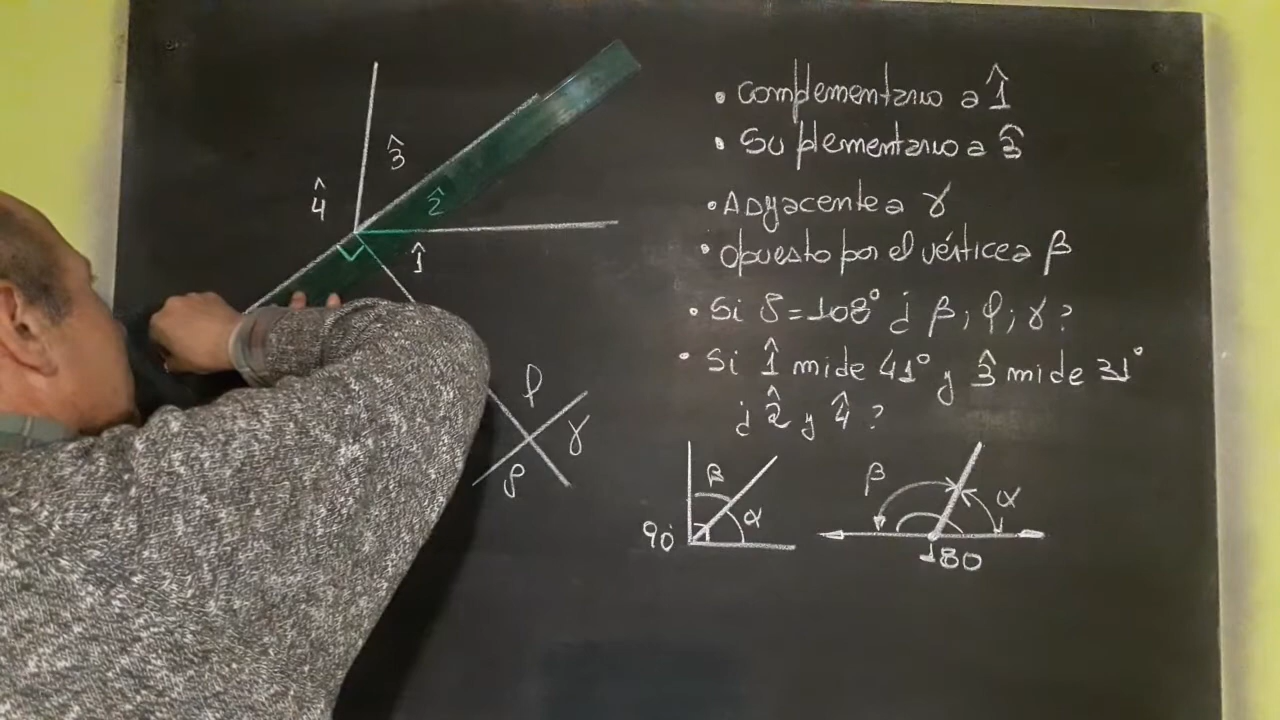 • Complementario a 1̂
• Suplementario a 3̂
• Adyacente a γ
• Opuesto por el vértice a β
• Si δ = 108° ¿ β, φ, γ?
• Si 1̂ mide 41° y 3̂ mide 31°
¿ 2̂ y 4̂ ?
3̂
4̂
2̂
1̂
γ
β
α
90°
β
α
180